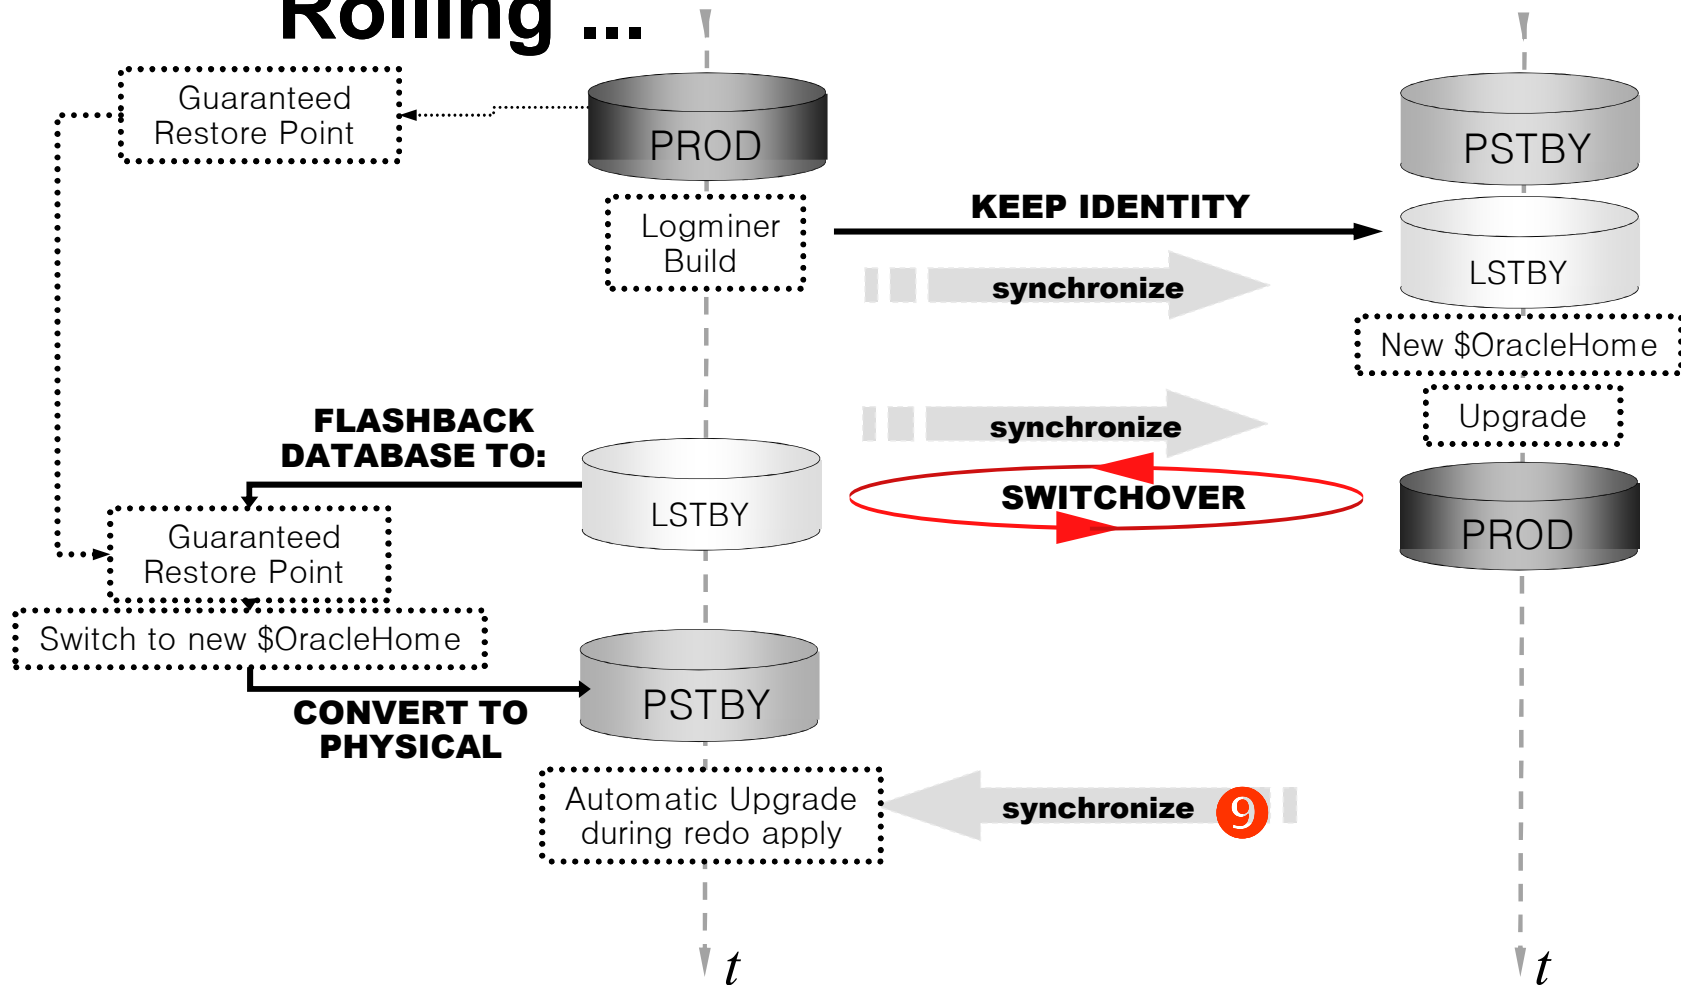 Rolling ...
Guaranteed
Restore Point
PROD
PSTBY
Logminer
Build
KEEP IDENTITY
LSTBY
synchronize
New $OracleHome
Upgrade
synchronize
FLASHBACK
DATABASE TO:
LSTBY
SWITCHOVER
PROD
Guaranteed
Restore Point
Switch to new $OracleHome
PSTBY
CONVERT TO
PHYSICAL
Automatic Upgrade
during redo apply
synchronize 9
t
t